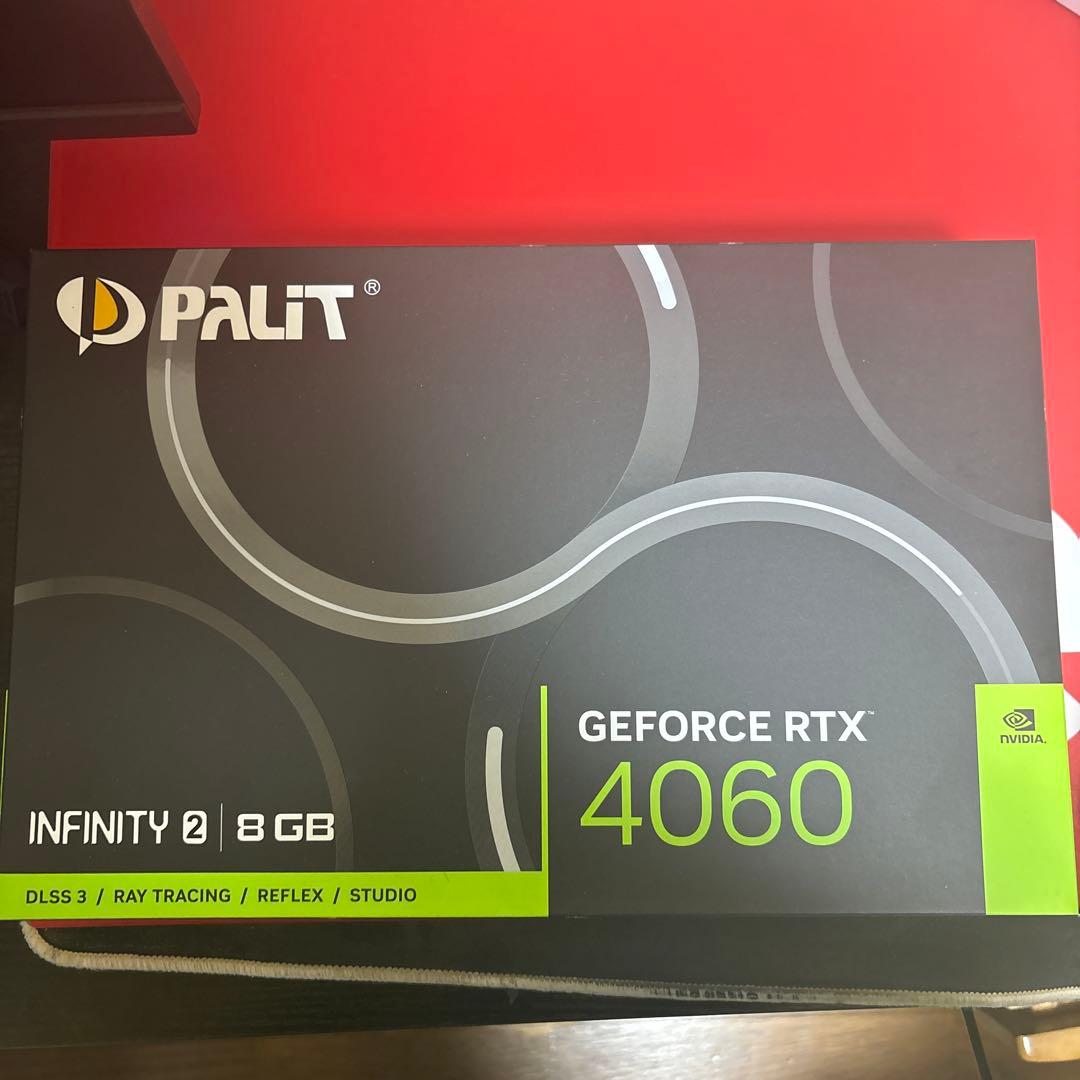 PALiT®
GEFORCE RTX™
4060
NVIDIA.
INFINITY 2 | 8 GB
DLSS 3 / RAY TRACING / REFLEX / STUDIO